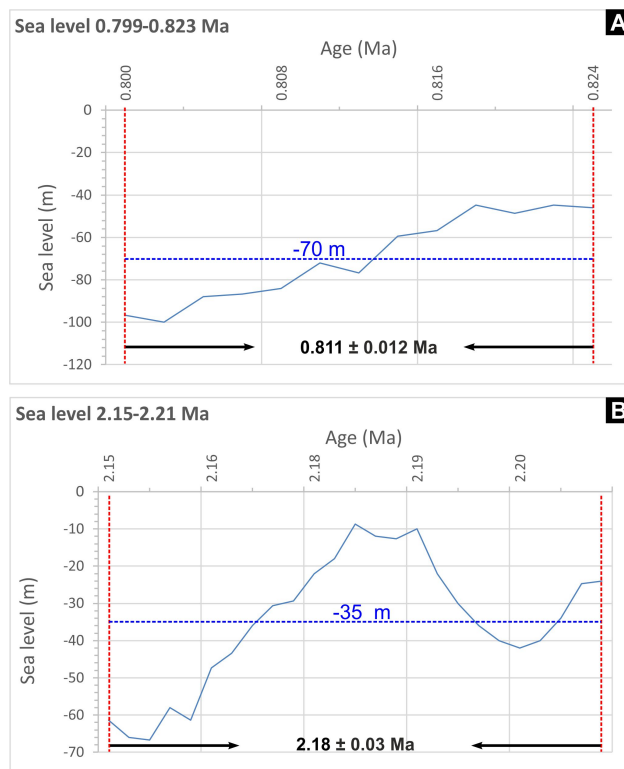 Sea level 0.799-0.823 Ma
A
Age (Ma)
0.800
0.808
0.816
0.824
0
-20
-40
-60
-80
-100
-120
Sea level (m)
-70 m
0.811 ± 0.012 Ma
Sea level 2.15-2.21 Ma
B
Age (Ma)
2.15
2.16
2.18
2.19
2.20
0
-10
-20
-30
-40
-50
-60
-70
Sea level (m)
-35 m
2.18 ± 0.03 Ma